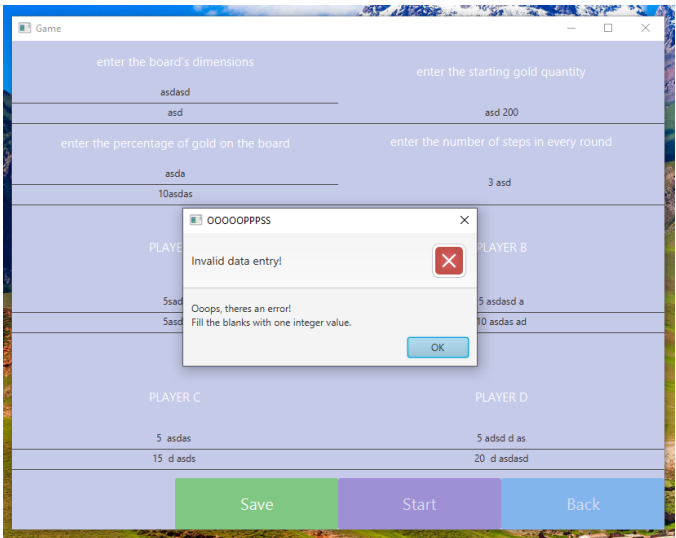 Game
enter the board's dimensions
enter the starting gold quantity
asdasd
asd
asd 200
enter the percentage of gold on the board
enter the number of steps in every round
asda
3 asd
10asdas
OOOOOPPPSS
Invalid data entry!
PLAYE
PLAYER B
5sad
5 asdasd a
Ooops, theres an error!
5asd
10 asdas ad
Fill the blanks with one integer value.
OK
PLAYER C
PLAYER D
5 asdas
5 adsd d as
15 d asds
20 d asdasd
Save
Start
Back